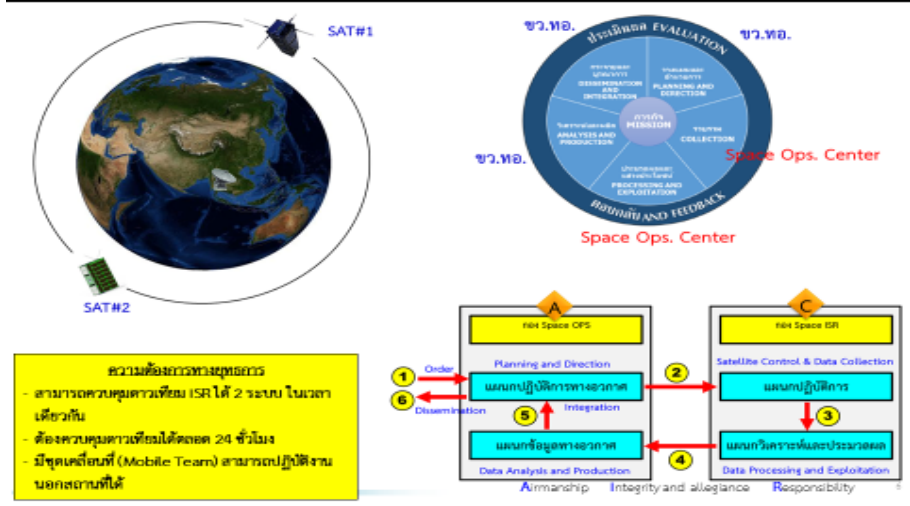 SAT#1
SAT#2
ขว.ทอ.
ขว.ทอ.
ขว.ทอ.
ประเมินผล EVALUATION
DISSEMINATION
AND
INTEGRATION
PLANNING AND
DIRECTION
ภารกิจ
MISSION
ANALYSIS AND
PRODUCTION
COLLECTION
PROCESSING AND
EXPLOITATION
AND FEEDBACK
Space Ops. Center
Space Ops. Center
ความต้องการทางยุทธการ
- สามารถควบคุมดาวเทียม ISR ได้ 2 ระบบ ในเวลา
เดียวกัน
- ต้องควบคุมดาวเทียมได้ตลอด 24 ชั่วโมง
- มีชุดเคลื่อนที่ (Mobile Team) สามารถปฏิบัติงาน
นอกสถานที่ได้
A
กอง Space OPS
Planning and Direction
1
Order
แผนกปฏิบัติการทางอวกาศ
6
Dissemination
5
Integration
แผนกข้อมูลทางอวกาศ
Data Analysis and Production
2
4
C
กอง Space ISR
Satellite Control & Data Collection
แผนกปฏิบัติการ
3
แผนกวิเคราะห์และประมวลผล
Data Processing and Exploitation
Airmanship Integrity and allegiance Responsibility